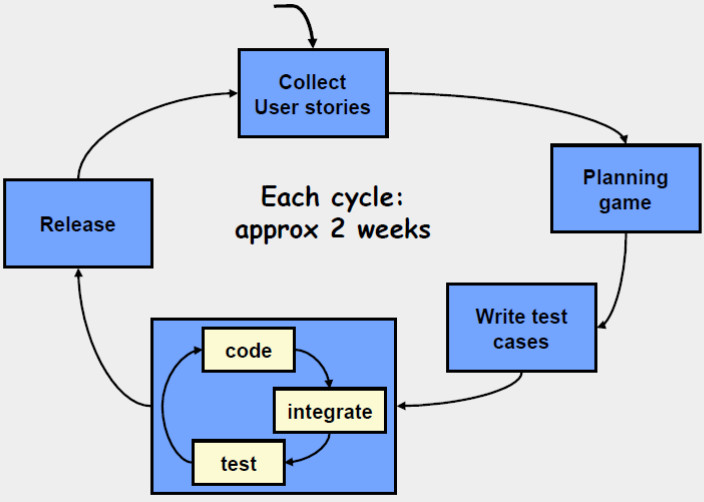 Collect
User stories
Planning
game
Each cycle:
approx 2 weeks
Release
Write test
cases
code
integrate
test